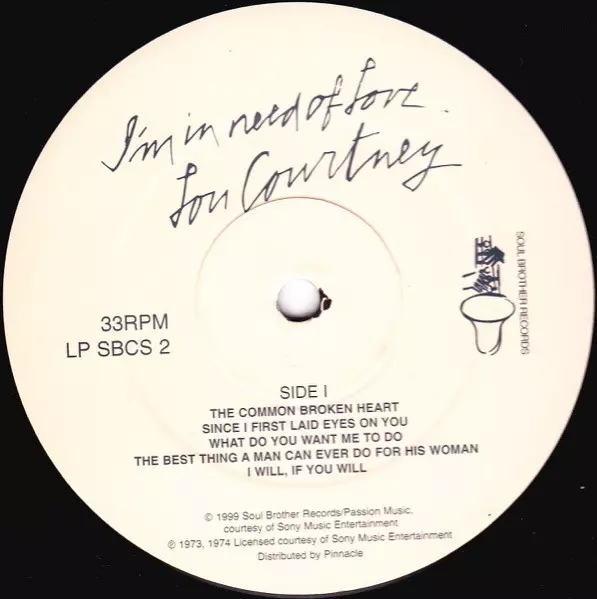 I'm in need of Love.
Lou Courtney
SOUL BROTHER RECORDS
33RPM
LP SBCS 2
SIDE I
THE COMMON BROKEN HEART
SINCE I FIRST LAID EYES ON YOU
WHAT DO YOU WANT ME TO DO
THE BEST THING A MAN CAN EVER DO FOR HIS WOMAN
I WILL, IF YOU WILL
© 1999 Soul Brother Records/Passion Music,
courtesy of Sony Music Entertainment
℗ 1973, 1974 Licensed courtesy of Sony Music Entertainment
Distributed by Pinnacle